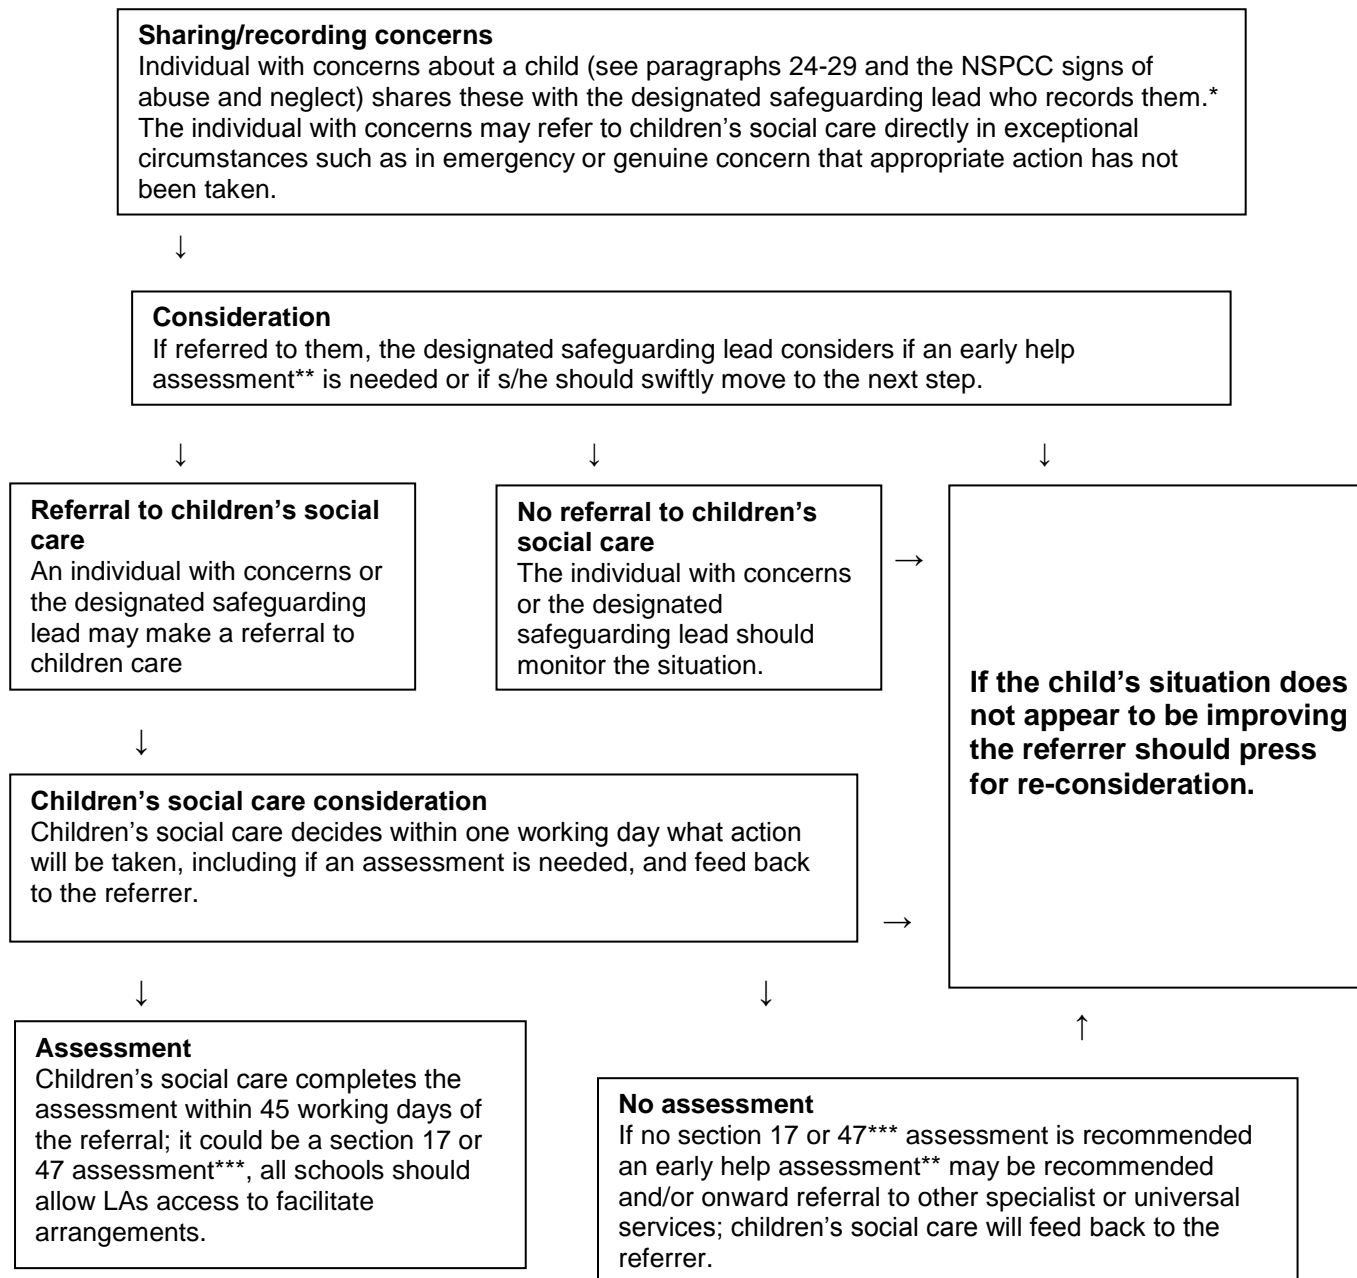 Sharing/recording concerns
Individual with concerns about a child (see paragraphs 24-29 and the NSPCC signs of
abuse and neglect) shares these with the designated safeguarding lead who records them.*
The individual with concerns may refer to children’s social care directly in exceptional
circumstances such as in emergency or genuine concern that appropriate action has not
been taken.
↓
Consideration
If referred to them, the designated safeguarding lead considers if an early help
assessment** is needed or if s/he should swiftly move to the next step.
↓ ↓ ↓
Referral to children’s social
care
An individual with concerns or
the designated safeguarding
lead may make a referral to
children care
No referral to children’s
social care
The individual with concerns
or the designated
safeguarding lead should
monitor the situation.
→
If the child’s situation does
not appear to be improving
the referrer should press
for re-consideration.
↓
Children’s social care consideration
Children’s social care decides within one working day what action
will be taken, including if an assessment is needed, and feed back
to the referrer.
→
↓ ↓ ↑
Assessment
Children’s social care completes the
assessment within 45 working days of
the referral; it could be a section 17 or
47 assessment***, all schools should
allow LAs access to facilitate
arrangements.
No assessment
If no section 17 or 47*** assessment is recommended
an early help assessment** may be recommended
and/or onward referral to other specialist or universal
services; children’s social care will feed back to the
referrer.